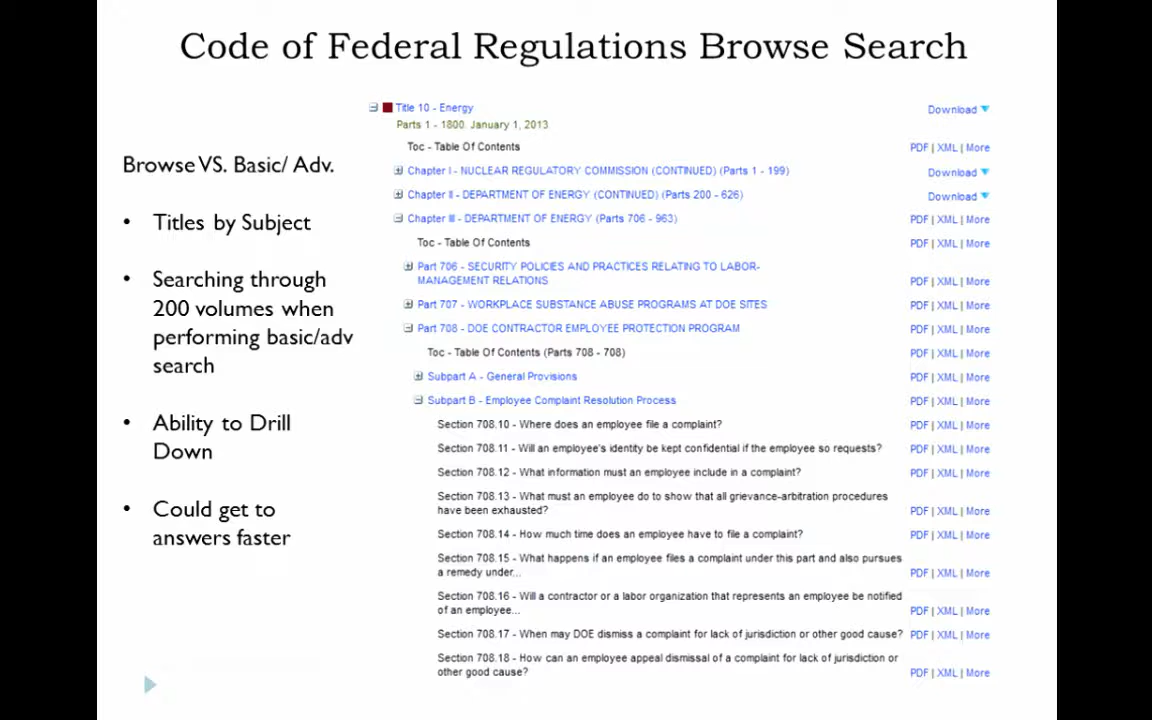 Code of Federal Regulations Browse Search
Browse VS. Basic/ Adv.
• Titles by Subject
• Searching through
200 volumes when
performing basic/adv
search
• Ability to Drill
Down
• Could get to
answers faster
Title 10 - Energy
Download
Parts 1 - 1800. January 1, 2013
Toc - Table Of Contents
PDF | XML | More
Chapter I - NUCLEAR REGULATORY COMMISSION (CONTINUED) (Parts 1 - 199)
Download
Chapter II - DEPARTMENT OF ENERGY (CONTINUED) (Parts 200 - 626)
Download
Chapter III - DEPARTMENT OF ENERGY (Parts 706 - 963)
PDF | XML | More
Toc - Table Of Contents
PDF | XML | More
Part 706 - SECURITY POLICIES AND PRACTICES RELATING TO LABOR-
MANAGEMENT RELATIONS
PDF | XML | More
Part 707 - WORKPLACE SUBSTANCE ABUSE PROGRAMS AT DOE SITES
PDF | XML | More
Part 708 - DOE CONTRACTOR EMPLOYEE PROTECTION PROGRAM
PDF | XML | More
Toc - Table Of Contents (Parts 708 - 708)
PDF | XML | More
Subpart A - General Provisions
PDF | XML | More
Subpart B - Employee Complaint Resolution Process
PDF | XML | More
Section 708.10 - Where does an employee file a complaint?
PDF | XML | More
Section 708.11 - Will an employee's identity be kept confidential if the employee so requests?
PDF | XML | More
Section 708.12 - What information must an employee include in a complaint?
PDF | XML | More
Section 708.13 - What must an employee do to show that all grievance-arbitration procedures
have been exhausted?
PDF | XML | More
Section 708.14 - How much time does an employee have to file a complaint?
PDF | XML | More
Section 708.15 - What happens if an employee files a complaint under this part and also pursues
a remedy under...
PDF | XML | More
Section 708.16 - Will a contractor or a labor organization that represents an employee be notified
of an employee...
PDF | XML | More
Section 708.17 - When may DOE dismiss a complaint for lack of jurisdiction or other good cause?
PDF | XML | More
Section 708.18 - How can an employee appeal dismissal of a complaint for lack of jurisdiction or
other good cause?
PDF | XML | More